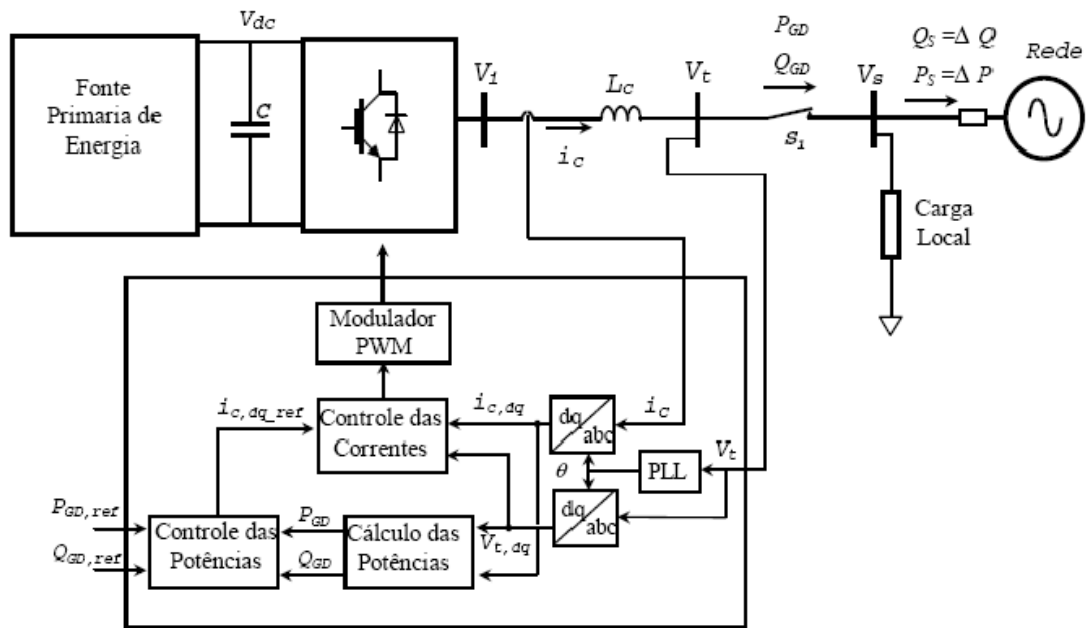 V_dc
Fonte
Primaria de
Energia
C
V_1
L_C
i_C
V_t
P_GD
Q_GD
S_1
V_s
Q_S =Δ Q
P_S =Δ P
Rede
Carga
Local
Modulador
PWM
i_c,dq_ref
Controle das
Correntes
i_c,dq
dq
abc
i_c
θ
PLL
V_t
dq
abc
V_t,dq
P_GD,ref
Q_GD,ref
Controle das
Potências
P_GD
Q_GD
Cálculo das
Potências